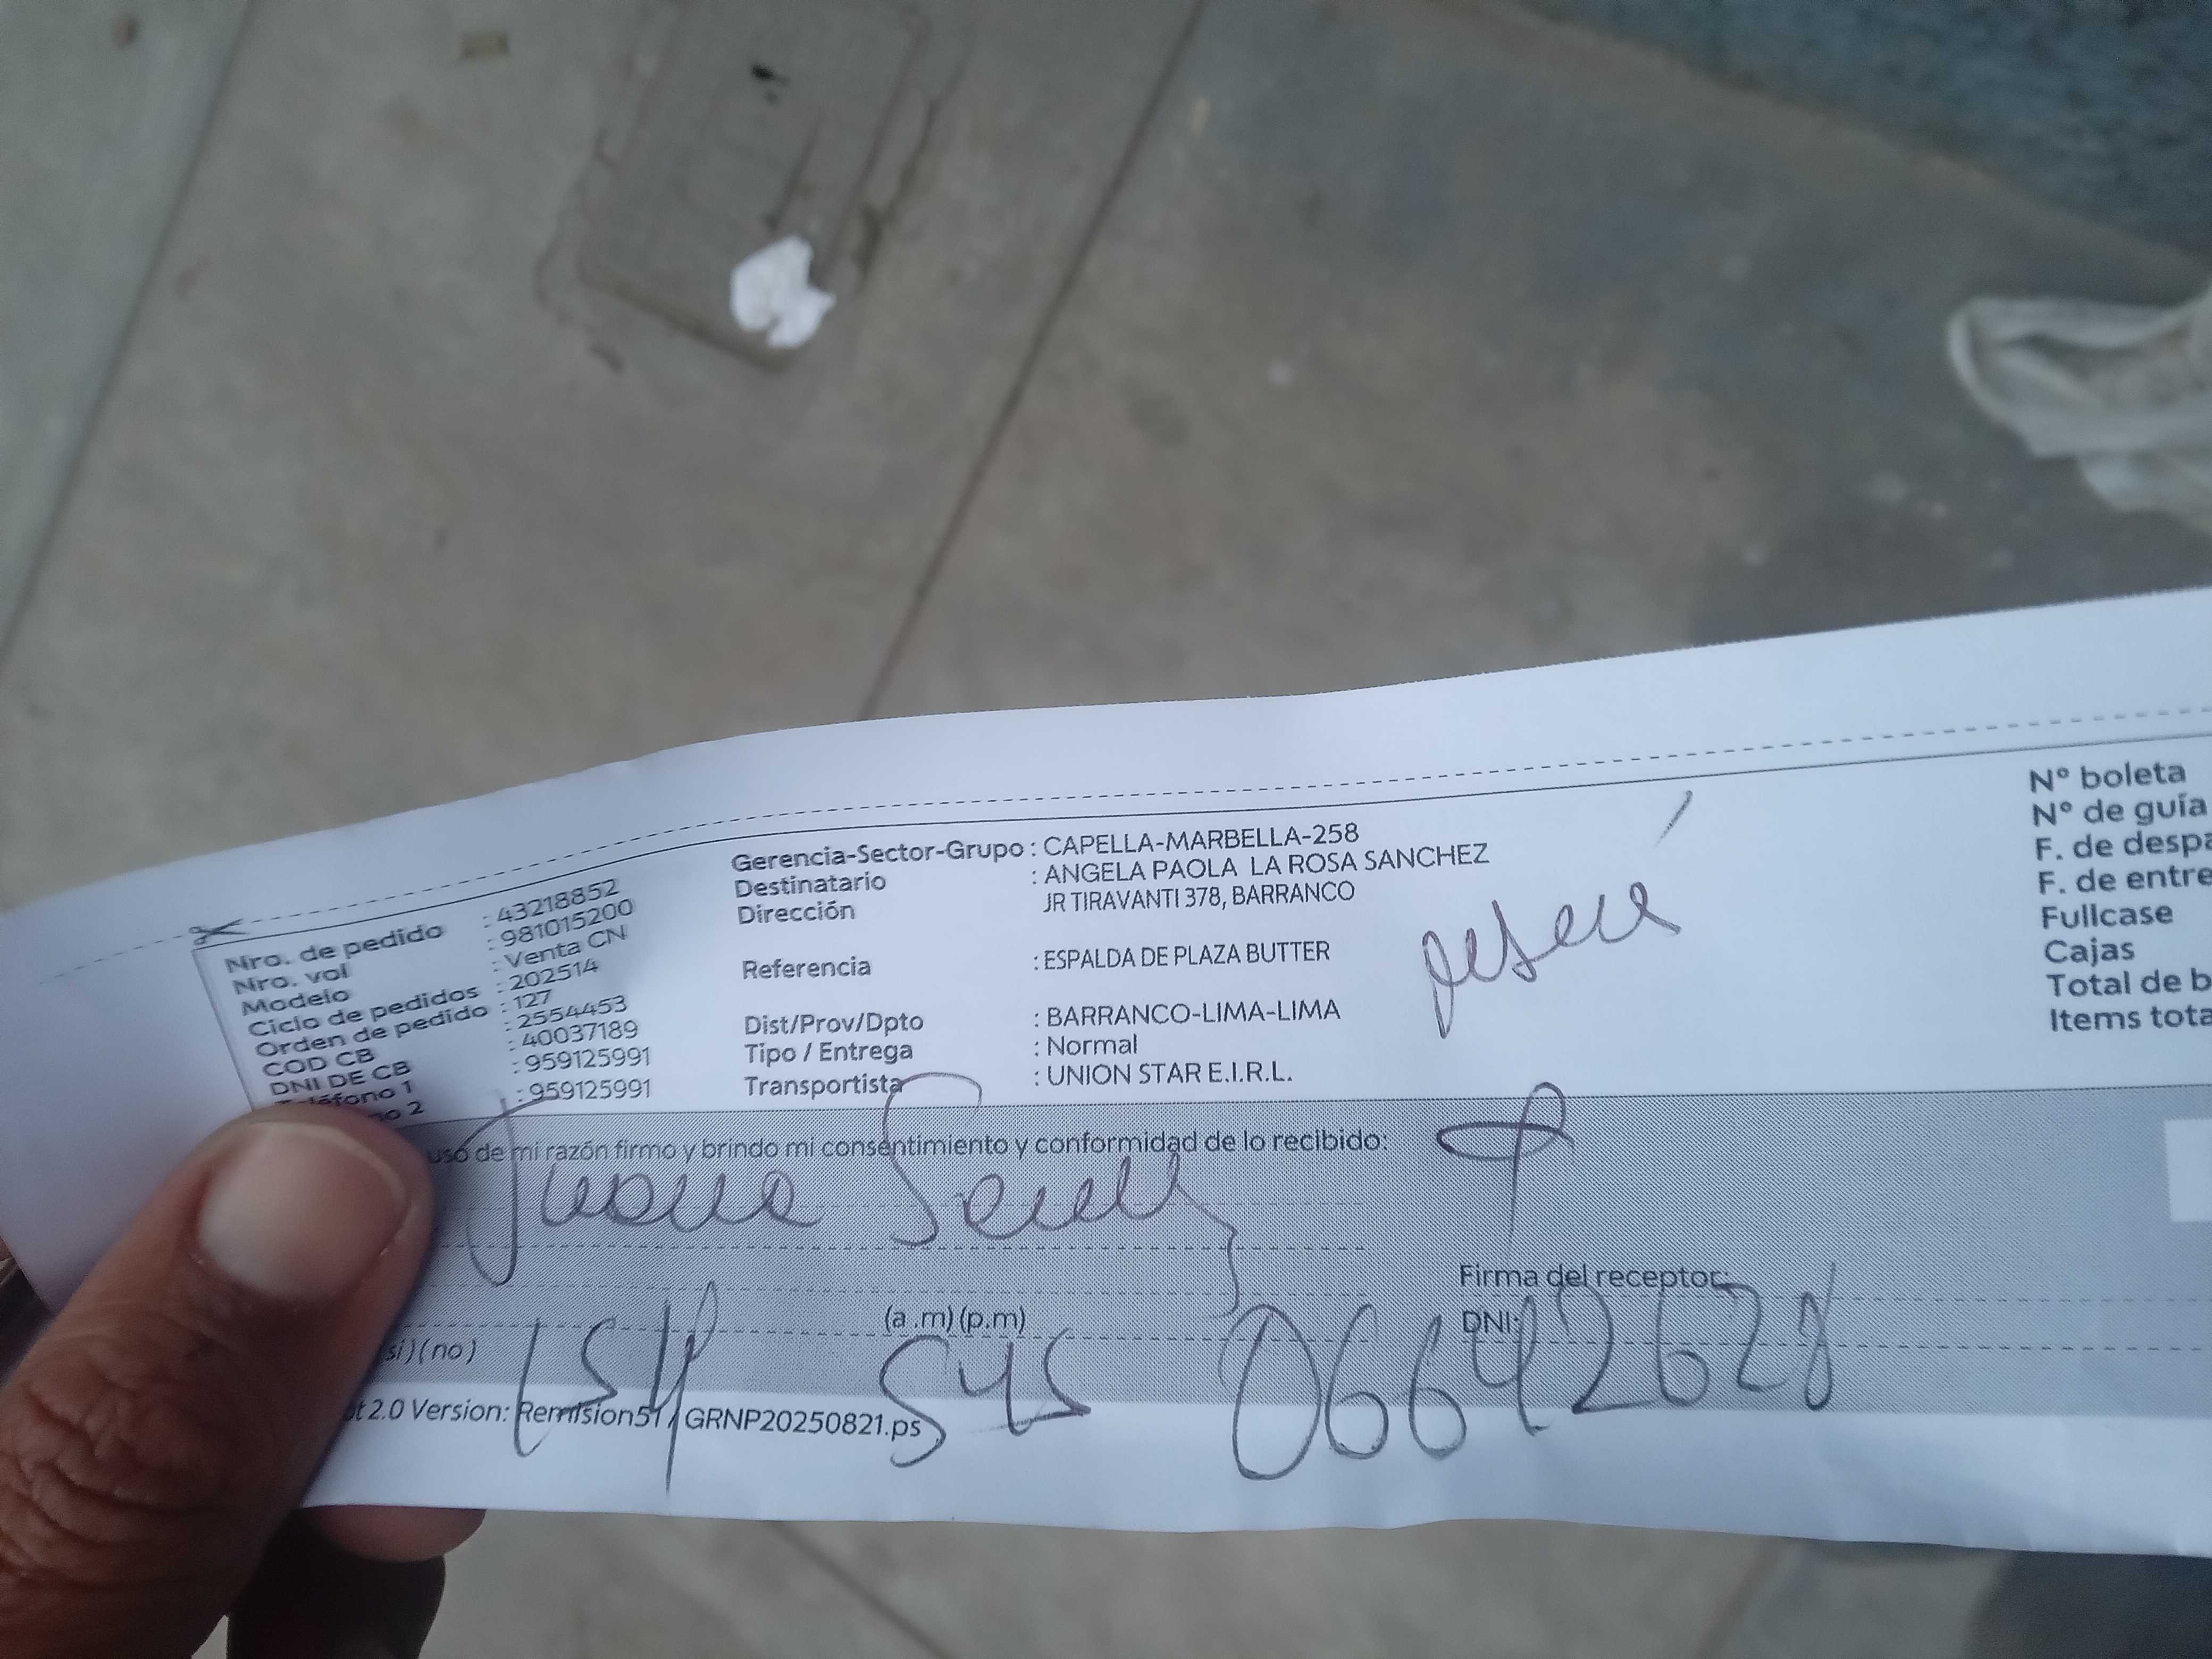 Nro. de pedido : 43218852
Nro. vol : 981015200
Modelo : Venta CN
Ciclo de pedidos : 202514
Orden de pedido : 127
COD CB : 2554453
DNI DE CB : 40037189
Teléfono 1 : 959125991
no 2 : 959125991
Gerencia-Sector-Grupo : CAPELLA-MARBELLA-258
Destinatario : ANGELA PAOLA LA ROSA SANCHEZ
Dirección JR TIRAVANTI 378, BARRANCO
Referencia : ESPALDA DE PLAZA BUTTER
Dist/Prov/Dpto : BARRANCO-LIMA-LIMA
Tipo / Entrega : Normal
Transportista : UNION STAR E.I.R.L.
N° boleta
N° de guía
F. de despa
F. de entre
Fullcase
Cajas
Total de b
Items tota
uso de mi razón firmo y brindo mi consentimiento y conformidad de lo recibido:
Juana
Firma del receptor:
(a .m) (p.m)
DNI: 06642628
si) (no)
545
pt 2.0 Version: Remision51 / GRNP20250821.ps